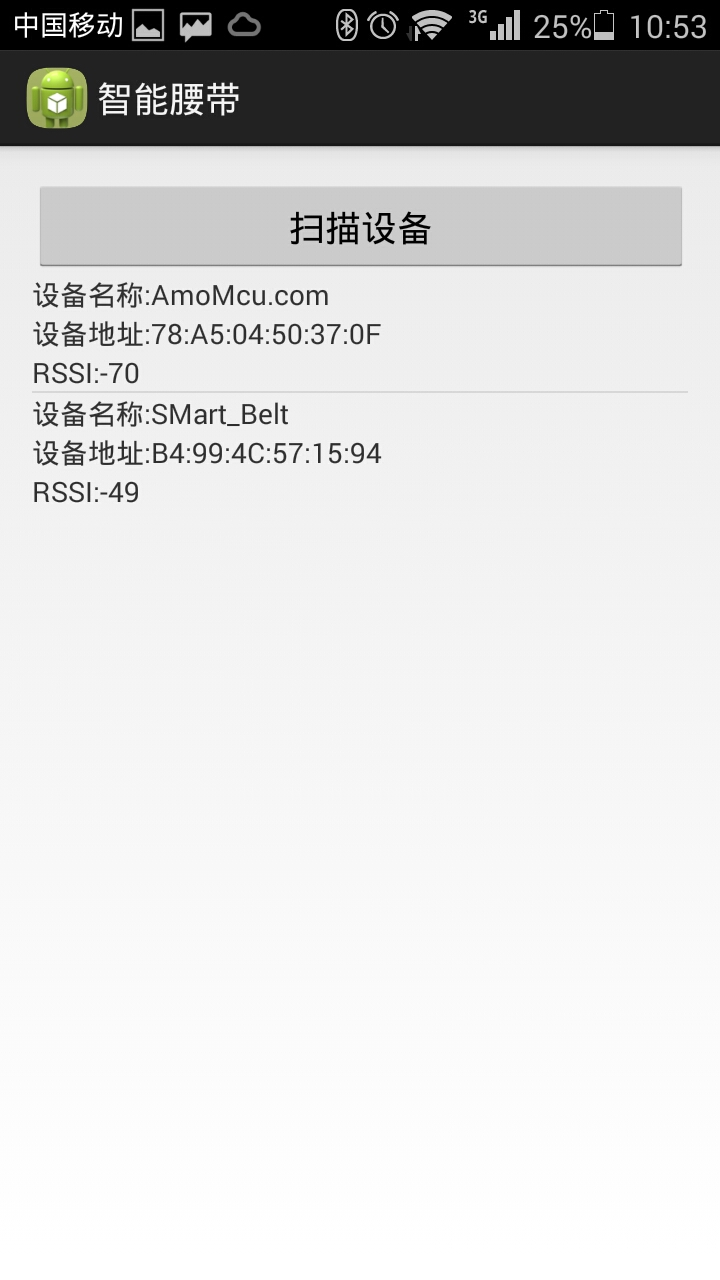 中国移动 3G 25% 10:53
智能腰带
扫描设备
设备名称:AmoMcu.com
设备地址:78:A5:04:50:37:0F
RSSI:-70
设备名称:SMart_Belt
设备地址:B4:99:4C:57:15:94
RSSI:-49